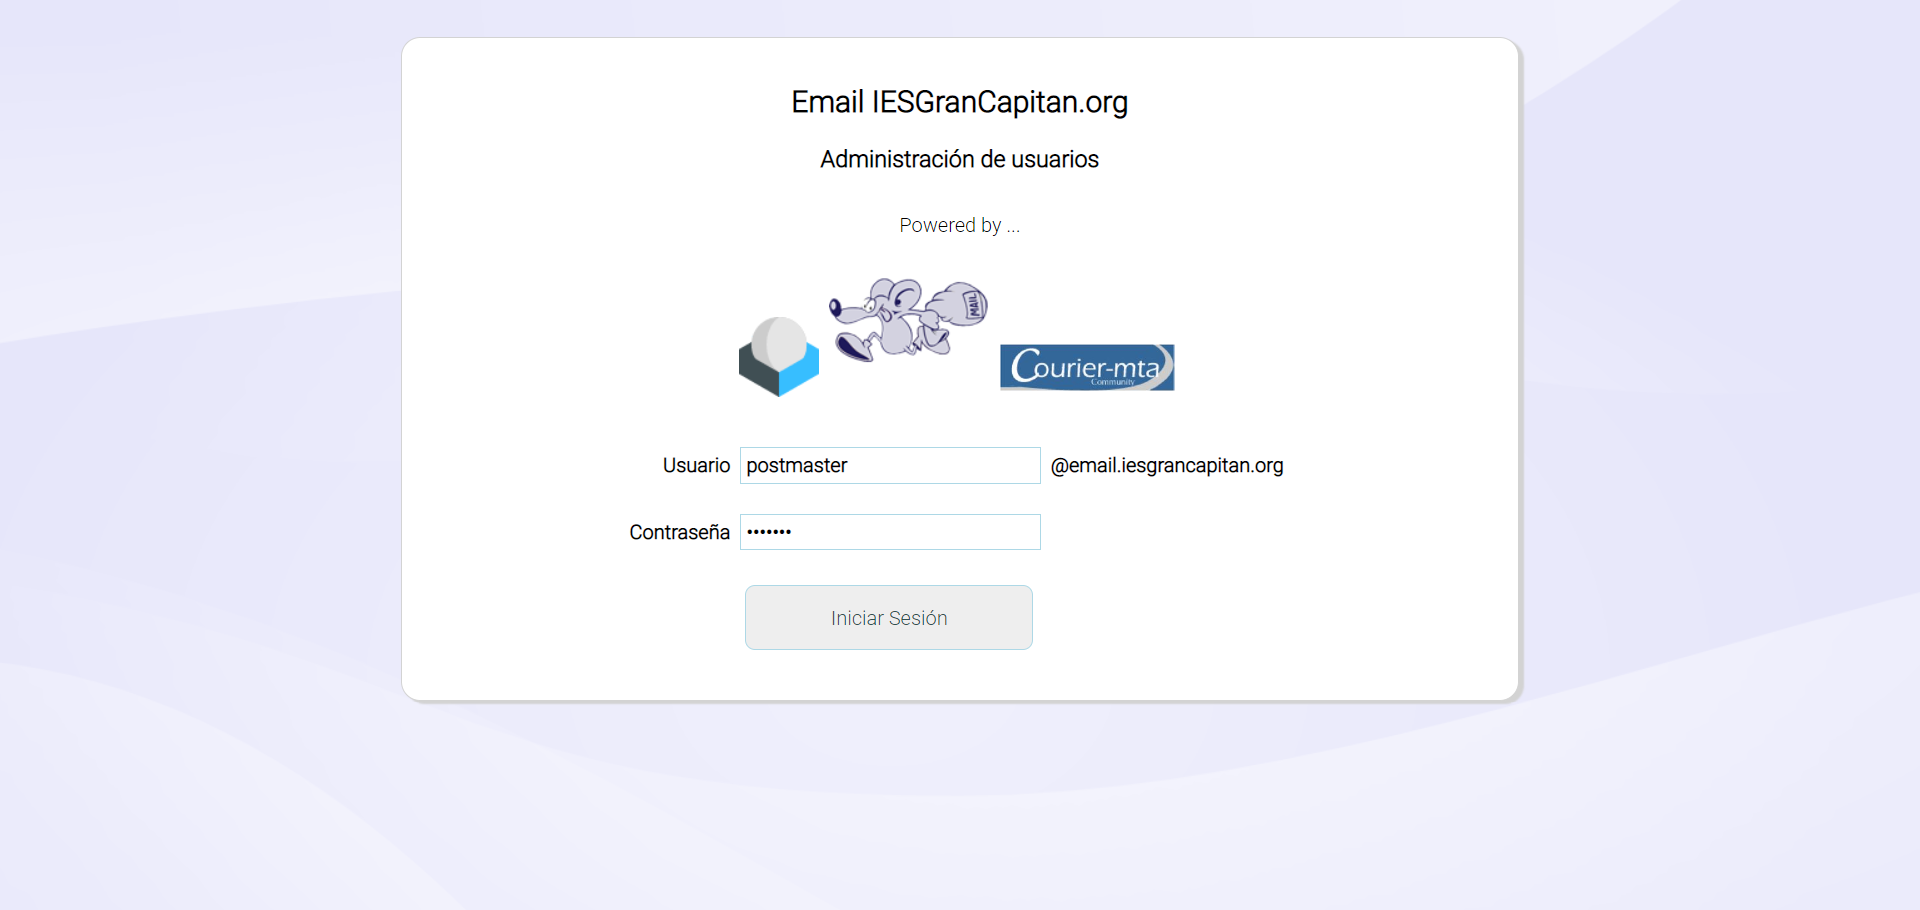 Email IESGranCapitan.org
Administración de usuarios
Powered by ...
MAIL
Courier-mta
Community
Usuario postmaster @email.iesgrancapitan.org
Contraseña •••••••
Iniciar Sesión